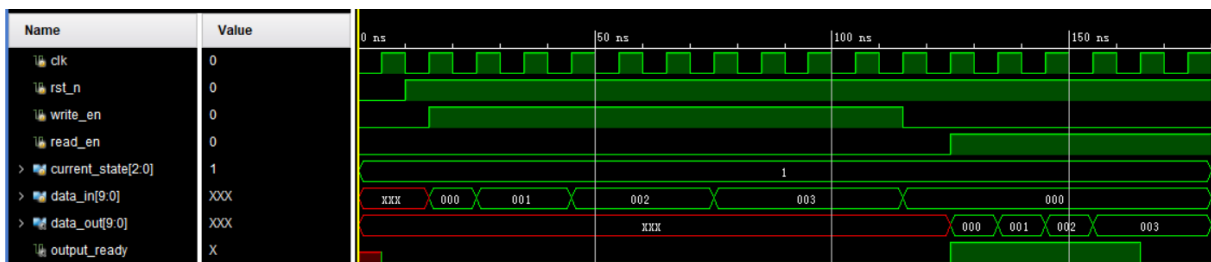 Name Value
0 ns 50 ns 100 ns 150 ns
clk 0
rst_n 0
write_en 0
read_en 0
current_state[2:0] 1 1
data_in[9:0] XXX XXX 000 001 002 003 000
data_out[9:0] XXX XXX 000 001 002 003
output_ready X